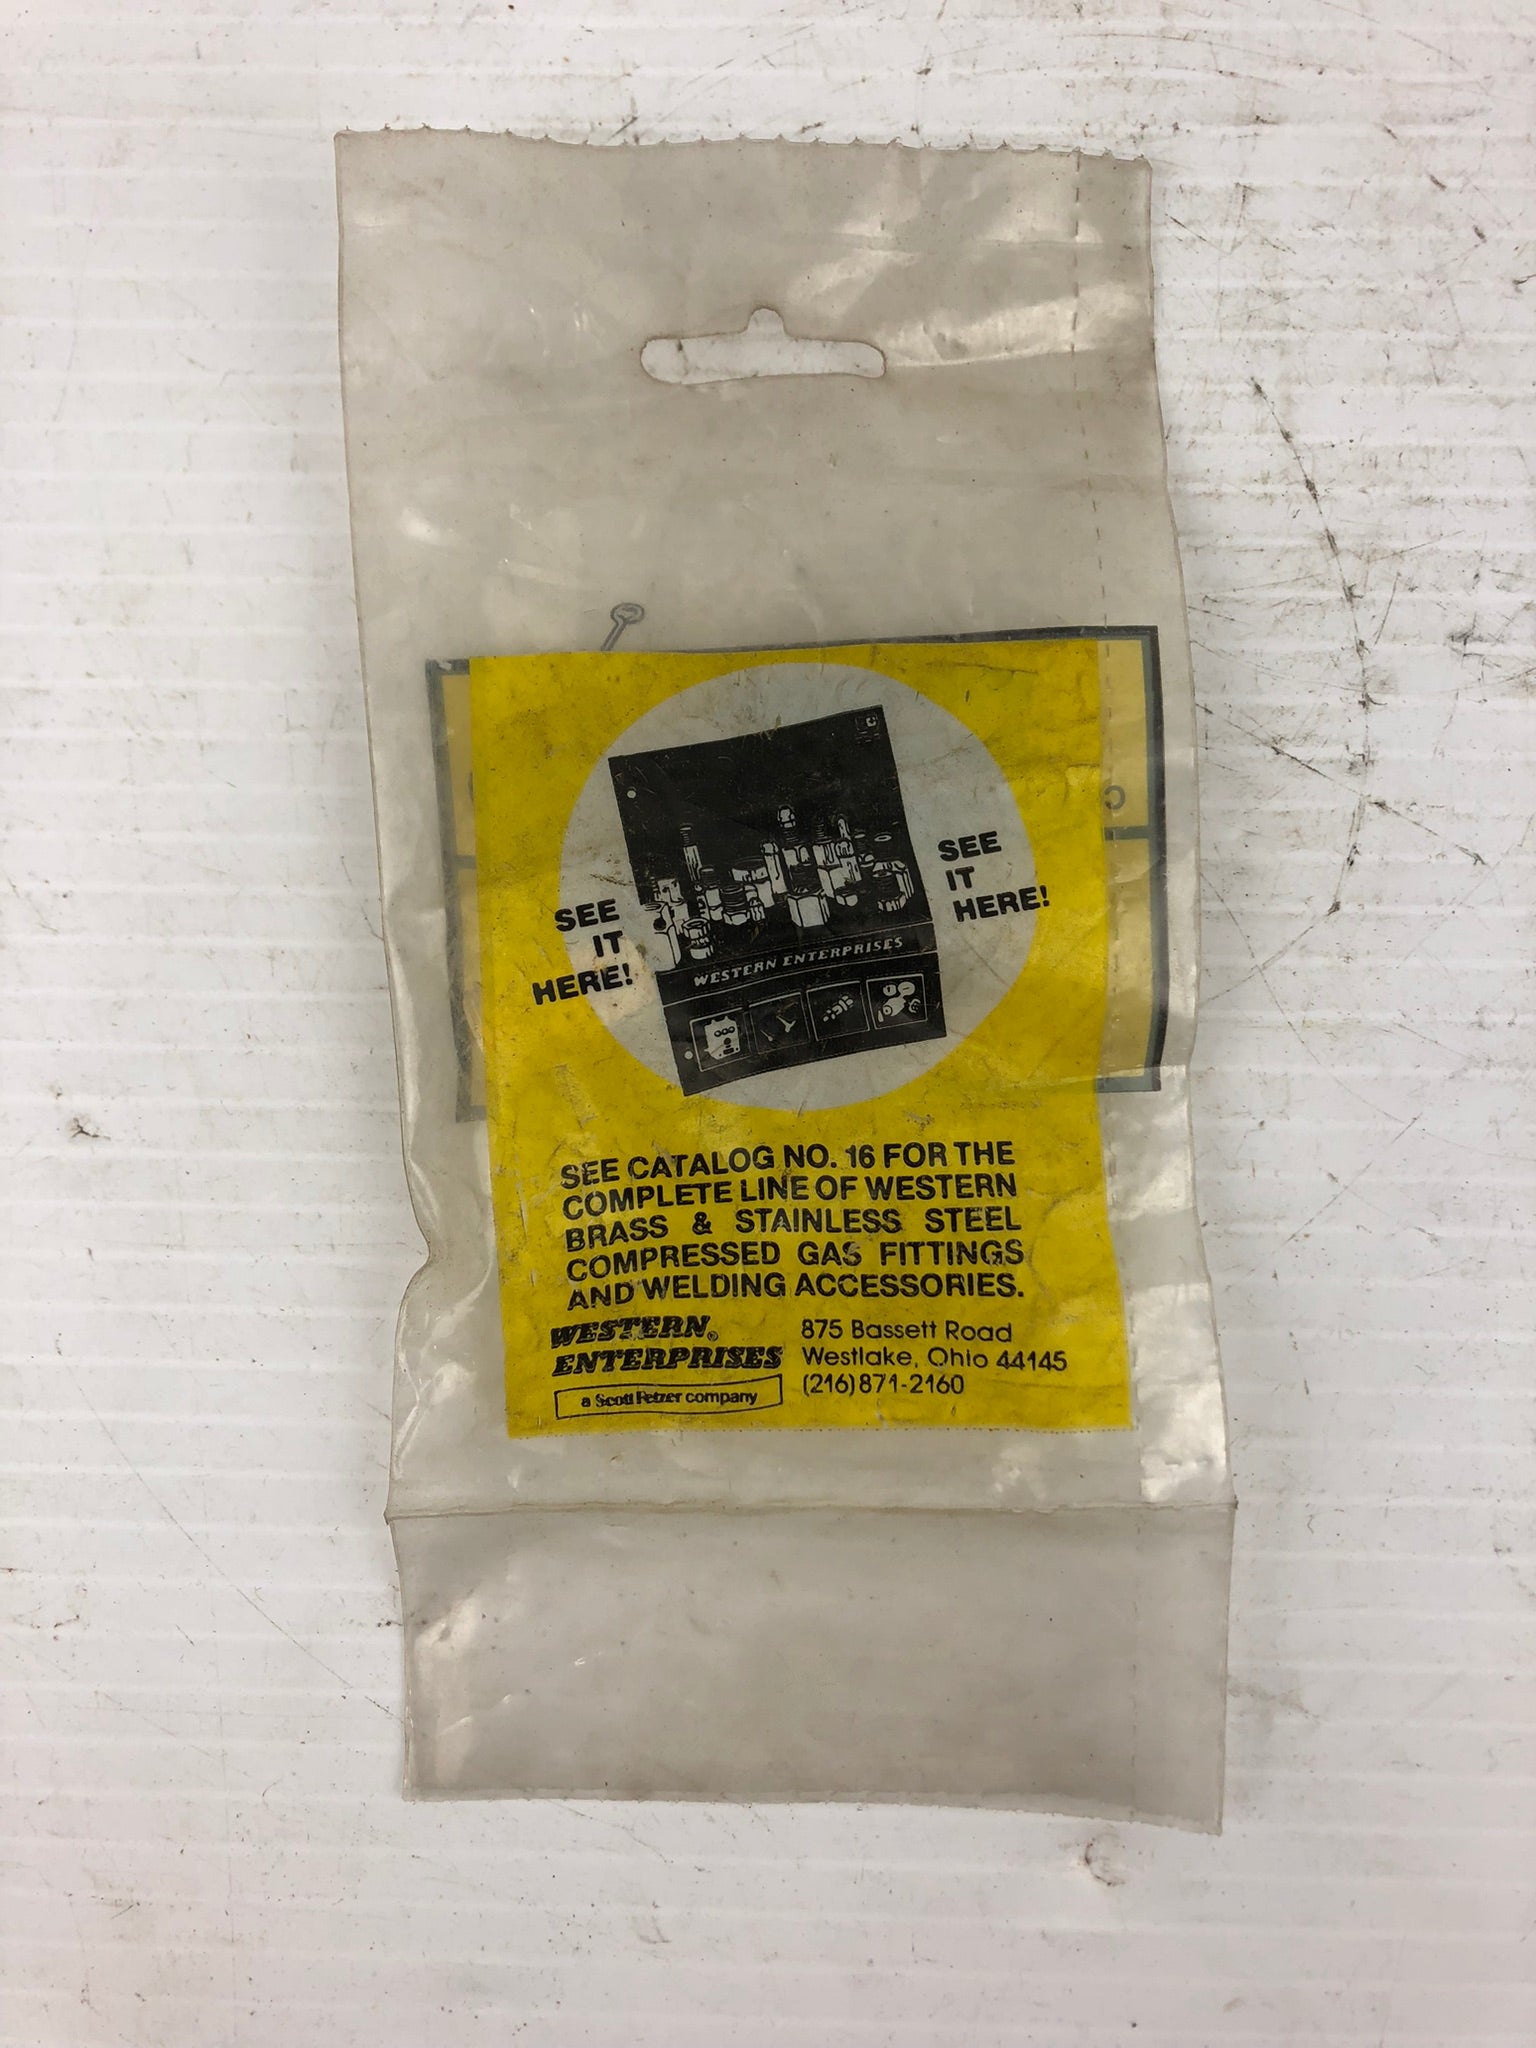 SEE
IT
HERE!
SEE
IT
HERE!
WESTERN ENTERPRISES
SEE CATALOG NO. 16 FOR THE
COMPLETE LINE OF WESTERN
BRASS & STAINLESS STEEL
COMPRESSED GAS FITTINGS
AND WELDING ACCESSORIES.
WESTERN®
ENTERPRISES
a Scott Fetzer company
875 Bassett Road
Westlake, Ohio 44145
(216)871-2160